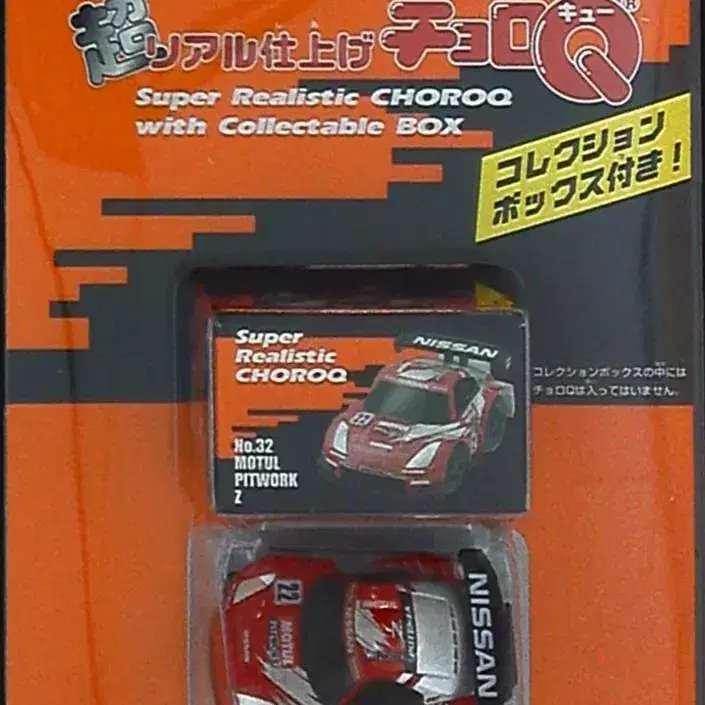 超リアル仕上げ チョロQ
キュー
®
Super Realistic CHOROQ
with Collectable BOX
コレクション
ボックス付き!
Super
Realistic
CHOROQ
NISSAN
コレクションボックスの中には
チョロQは入ってはいません。
No.32
MOTUL
PITWORK
Z
22
NISSAN
22
MOTUL
NISSAN
NISSAN